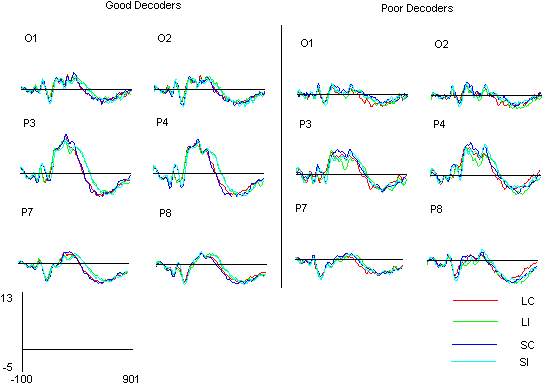 Good Decoders
Poor Decoders
O1
O2
O1
O2
P3
P4
P3
P4
P7
P8
P7
P8
13
-5
-100
901
LC
LI
SC
SI